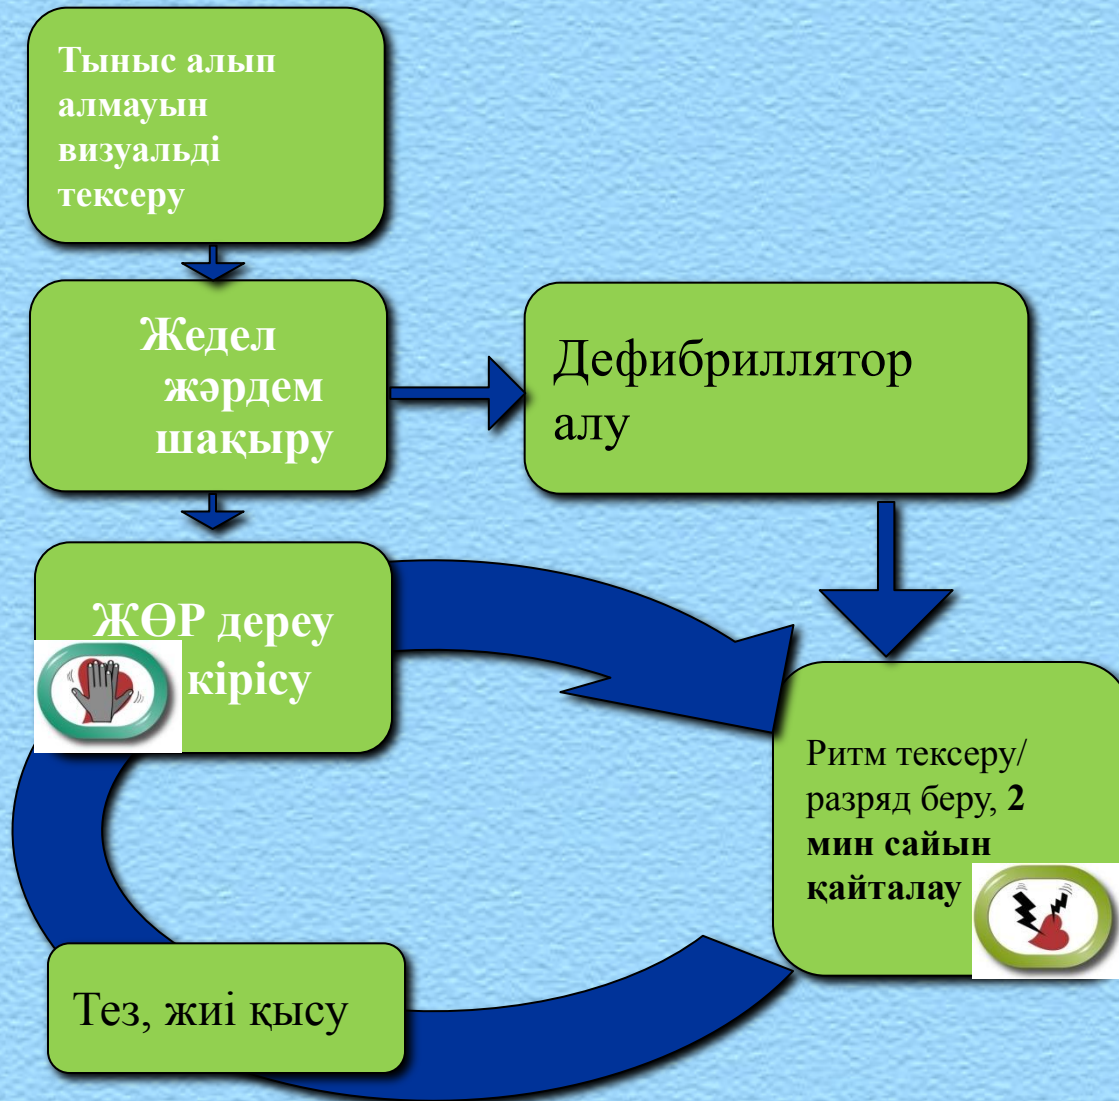 Тыныс алып
алмауын
визуальді
тексеру
Жедел
жәрдем
шақыру
Дефибриллятор
алу
ЖӨР дереу
кірісу
Ритм тексеру/
разряд беру, 2
мин сайын
қайталау
Тез, жиі қысу